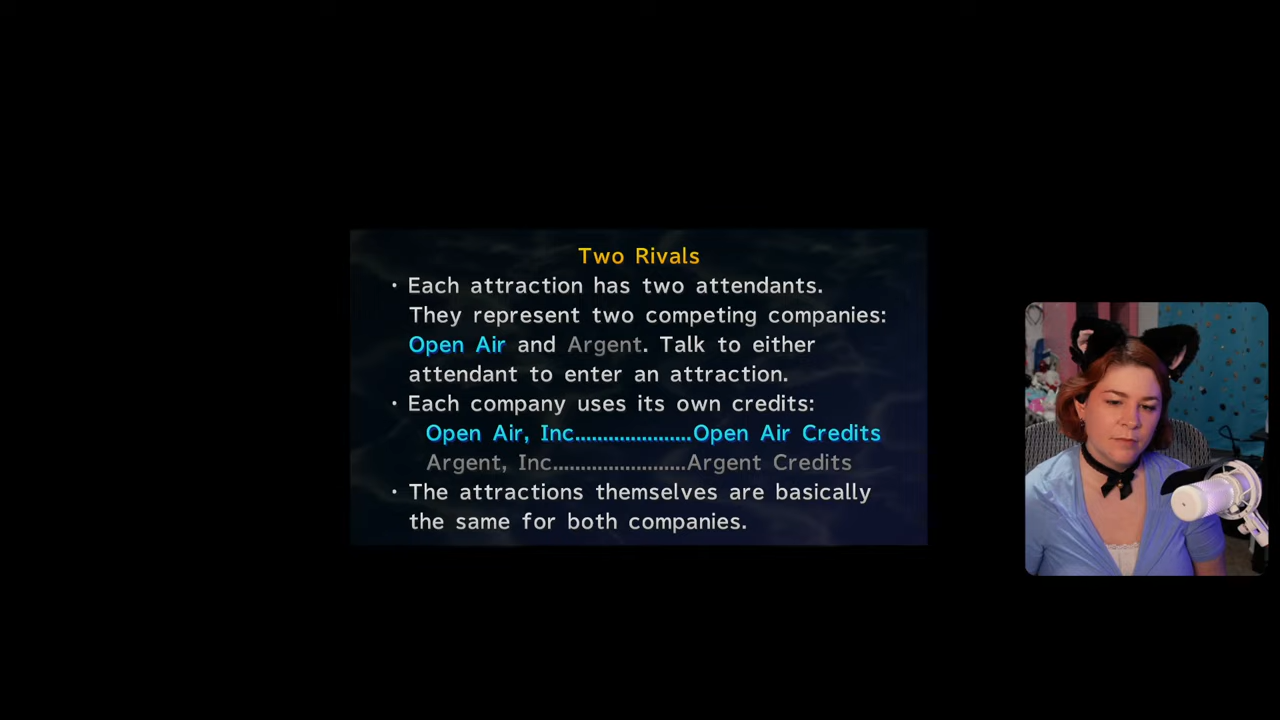 Two Rivals
· Each attraction has two attendants.
They represent two competing companies:
Open Air and Argent. Talk to either
attendant to enter an attraction.
· Each company uses its own credits:
Open Air, Inc.....................Open Air Credits
Argent, Inc........................Argent Credits
· The attractions themselves are basically
the same for both companies.